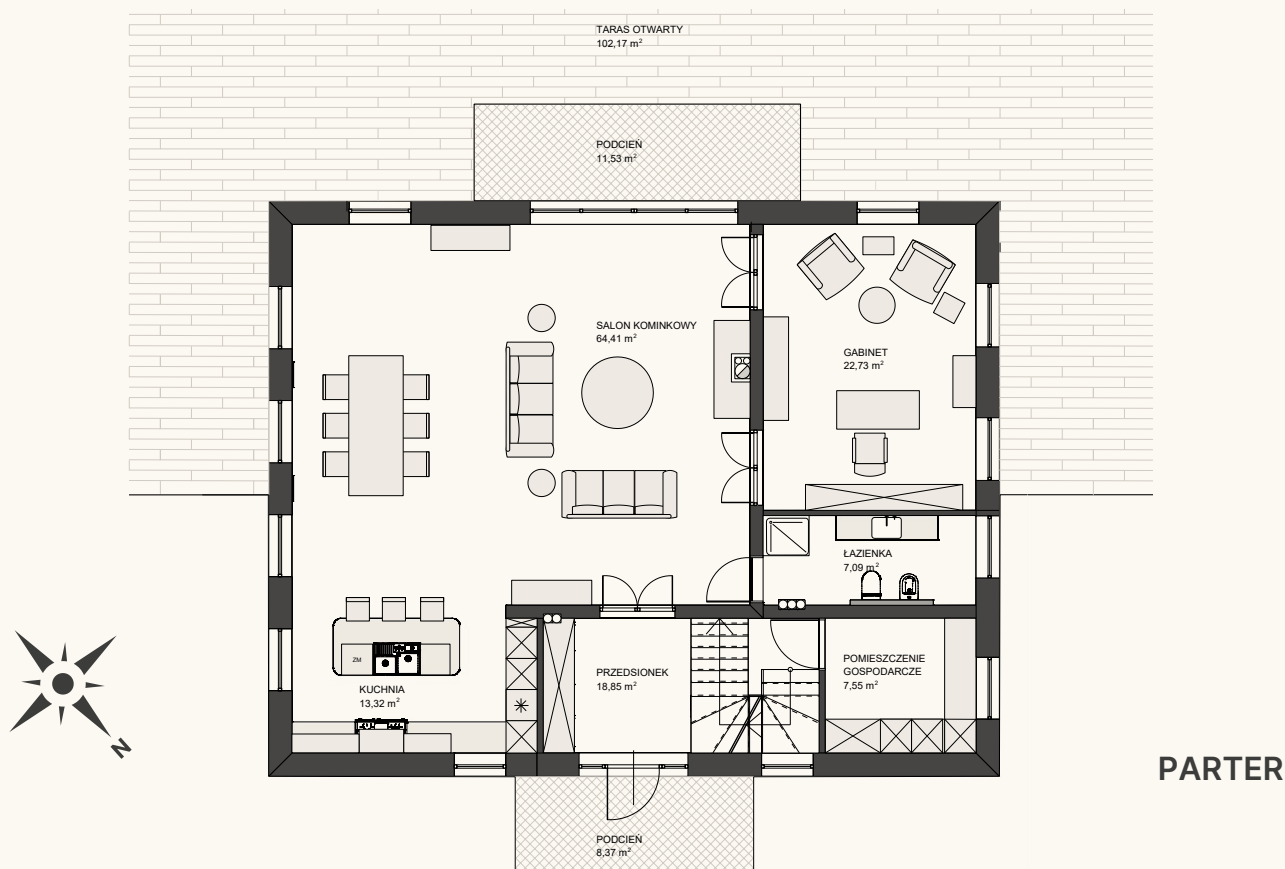 TARAS OTWARTY
102,17 m²
PODCIEŃ
11,53 m²
SALON KOMINKOWY
64,41 m²
GABINET
22,73 m²
ŁAZIENKA
7,09 m²
ZM
KUCHNIA
13,32 m²
PRZEDSIONEK
18,85 m²
POMIESZCZENIE
GOSPODARCZE
7,55 m²
N
PARTER
PODCIEŃ
8,37 m²